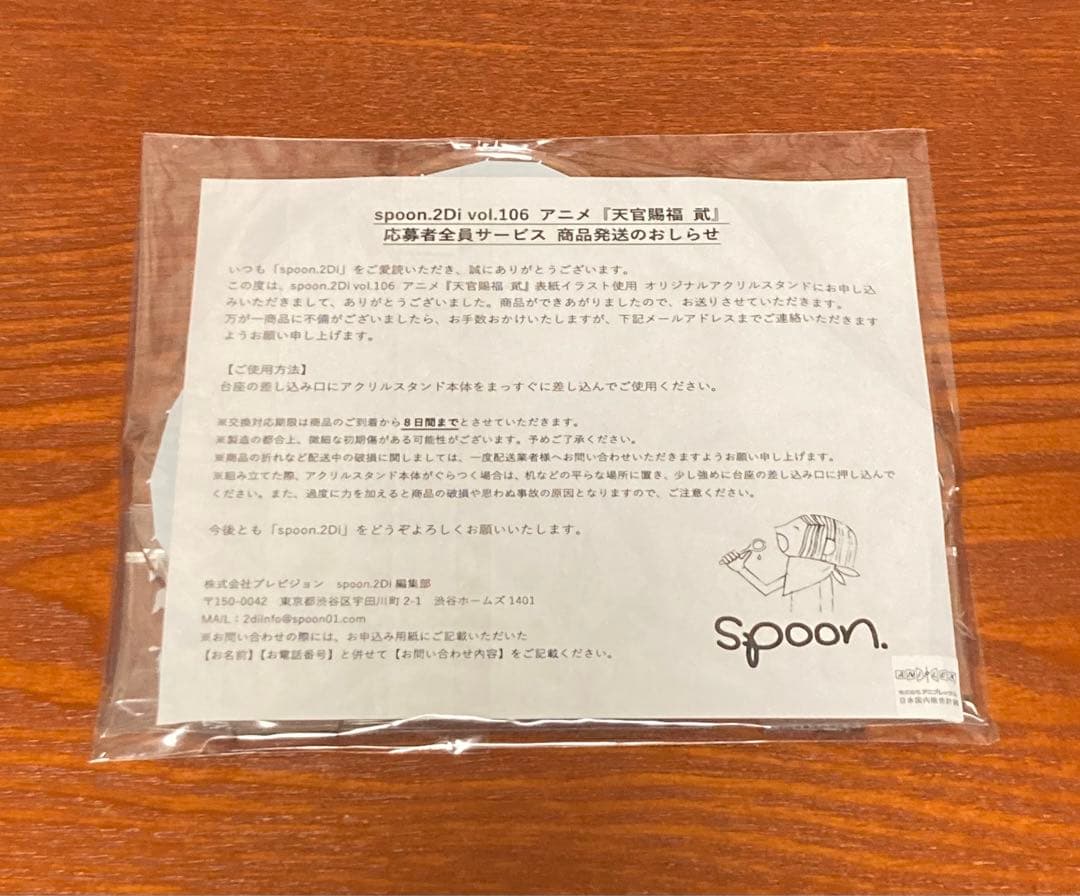 spoon.2Di vol.106 アニメ『天官賜福 貳』
応募者全員サービス 商品発送のおしらせ
いつも「spoon.2Di」をご愛読いただき、誠にありがとうございます。
この度は、spoon.2Di vol.106 アニメ『天官賜福 貳』表紙イラスト使用 オリジナルアクリルスタンドにお申し込
みいただきまして、ありがとうございました。商品ができあがりましたので、お送りさせていただきます。
万が一商品に不備がございましたら、お手数おかけいたしますが、下記メールアドレスまでご連絡いただきます
ようお願い申し上げます。
【ご使用方法】
台座の差し込み口にアクリルスタンド本体をまっすぐに差し込んでご使用ください。
※交換対応期限は商品のご到着から８日間までとさせていただきます。
※製造の都合上、微細な初期傷がある可能性がございます。予めご了承ください。
※商品の折れなど配送中の破損に関しましては、一度配送業者様へお問い合わせいただきますようお願い申し上げます。
※組み立てた際、アクリルスタンド本体がぐらつく場合は、机などの平らな場所に置き、少し強めに台座の差し込み口に押し込んで
ください。また、過度に力を加えると商品の破損や思わぬ事故の原因となりますので、ご注意ください。
今後とも「spoon.2Di」をどうぞよろしくお願いいたします。
株式会社プレビジョン spoon.2Di 編集部
〒150-0042 東京都渋谷区宇田川町 2-1 渋谷ホームズ 1401
MAIL：2diinfo@spoon01.com
※お問い合わせの際には、お申込み用紙にご記載いただいた
【お名前】【お電話番号】と併せて【お問い合わせ内容】をご記載ください。
spoon.
ANIPLEX
株式会社アニプレックス
日本国内販売許諾